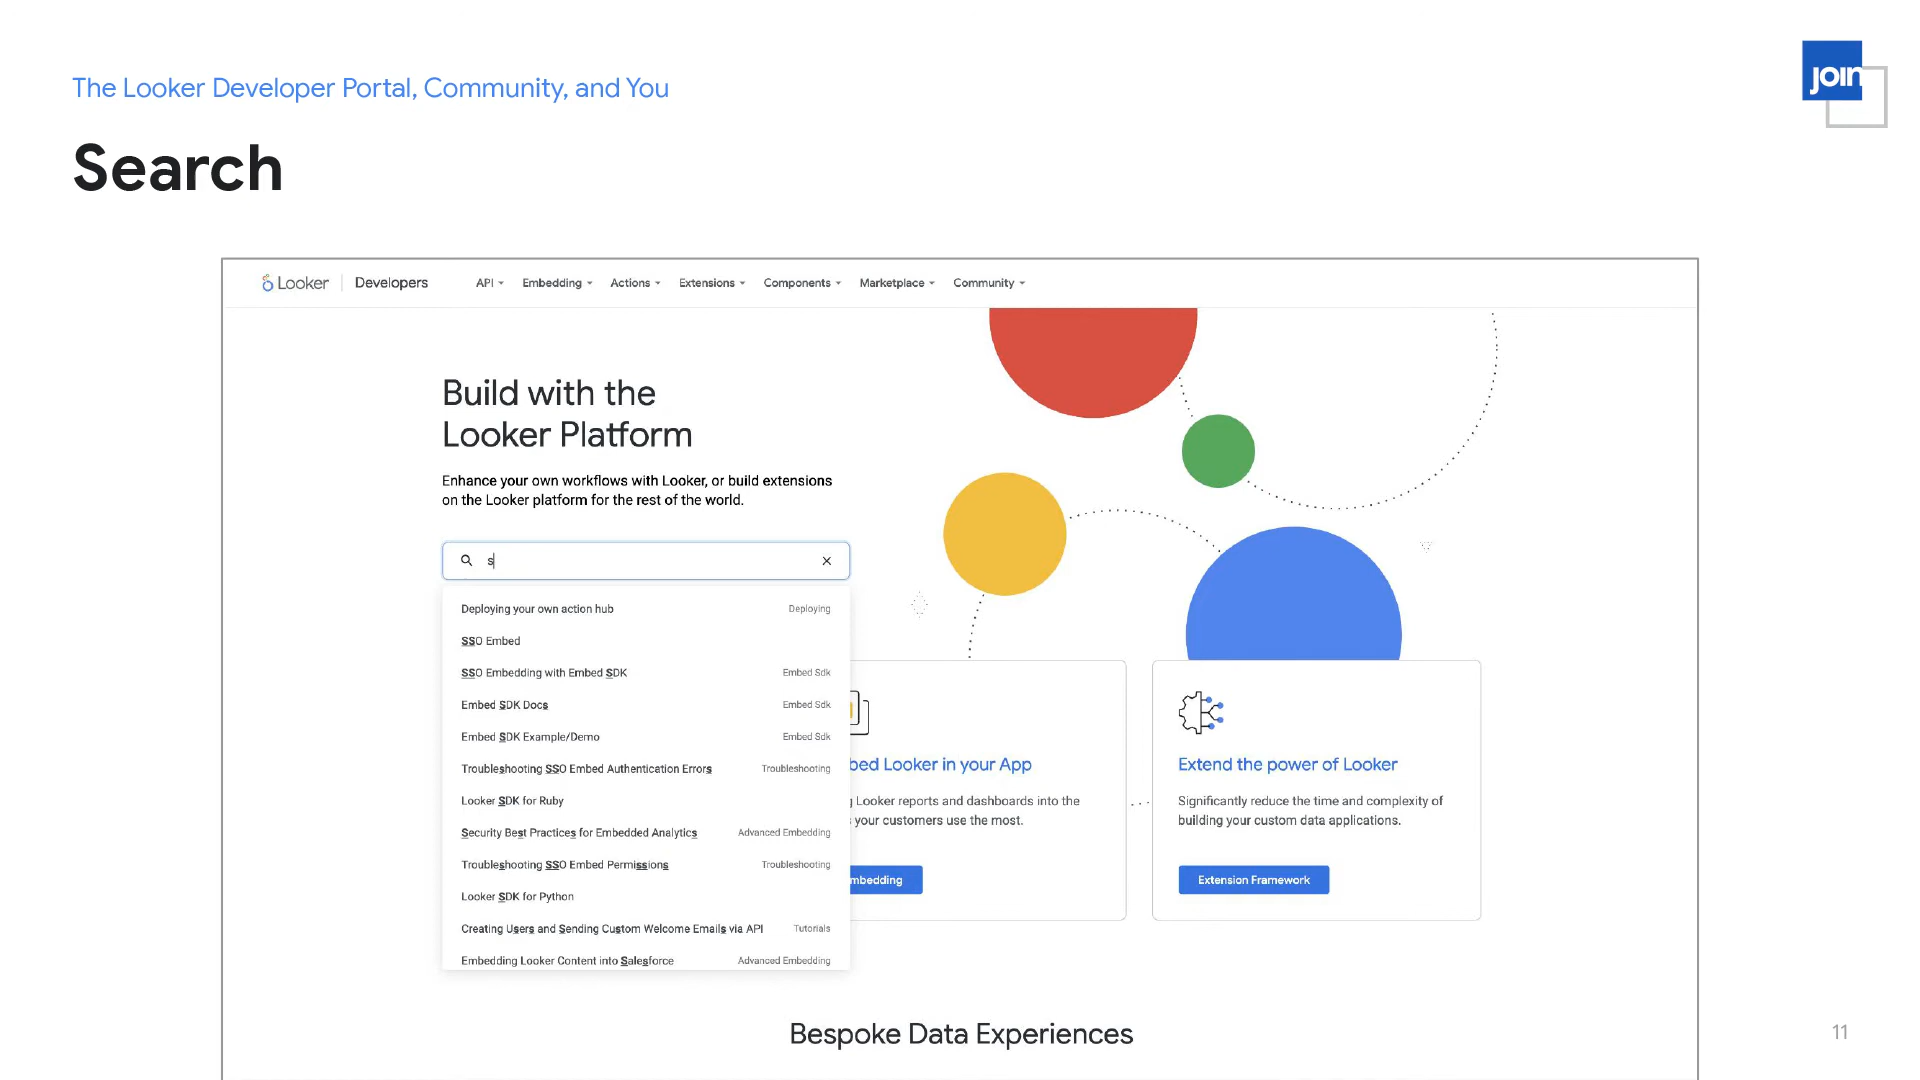 The Looker Developer Portal, Community, and You
join
Search
Looker
Developers
API
Embedding
Actions
Extensions
Components
Marketplace
Community
Build with the
Looker Platform
Enhance your own workflows with Looker, or build extensions
on the Looker platform for the rest of the world.
s
Deploying your own action hub Deploying
SSO Embed
SSO Embedding with Embed SDK Embed Sdk
Embed SDK Docs Embed Sdk
Embed SDK Example/Demo Embed Sdk
Troubleshooting SSO Embed Authentication Errors Troubleshooting
Looker SDK for Ruby
Security Best Practices for Embedded Analytics Advanced Embedding
Troubleshooting SSO Embed Permissions Troubleshooting
Looker SDK for Python
Creating Users and Sending Custom Welcome Emails via API Tutorials
Embedding Looker Content into Salesforce Advanced Embedding
bed Looker in your App
Looker reports and dashboards into the
your customers use the most.
mbedding
Extend the power of Looker
Significantly reduce the time and complexity of
building your custom data applications.
Extension Framework
Bespoke Data Experiences
11